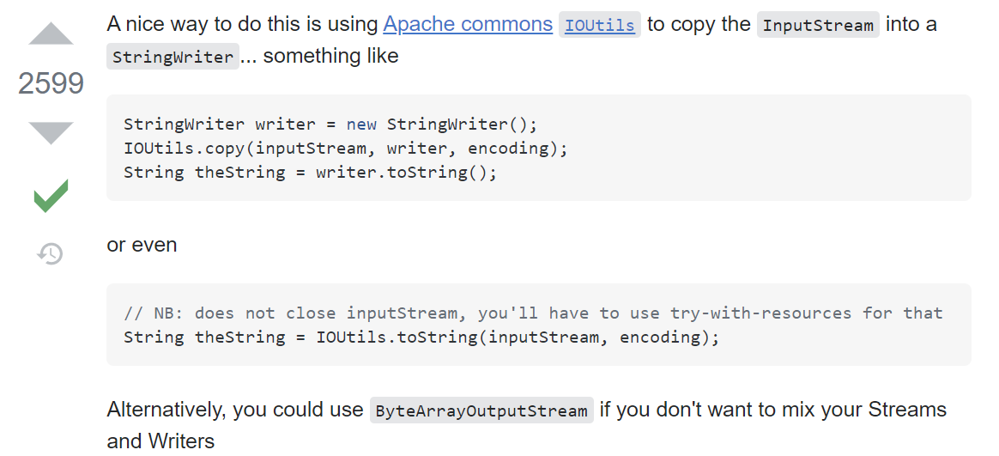 A nice way to do this is using Apache commons IOUtils to copy the InputStream into a
StringWriter... something like
2599
StringWriter writer = new StringWriter();
IOUtils.copy(inputStream, writer, encoding);
String theString = writer.toString();
or even
// NB: does not close inputStream, you'll have to use try-with-resources for that
String theString = IOUtils.toString(inputStream, encoding);
Alternatively, you could use ByteArrayOutputStream if you don't want to mix your Streams
and Writers